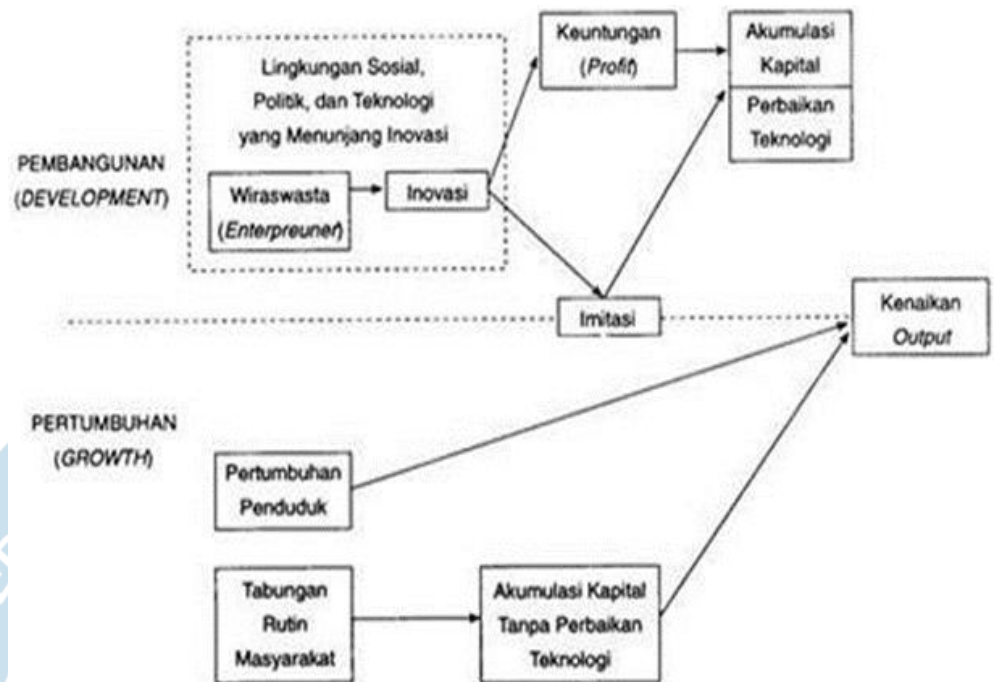 Keuntungan
(Profit)
Akumulasi
Kapital
Perbaikan
Teknologi
Lingkungan Sosial,
Politik, dan Teknologi
yang Menunjang Inovasi
PEMBANGUNAN
(DEVELOPMENT)
Wiraswasta
(Enterpreuner)
Inovasi
Imitasi
Kenaikan
Output
PERTUMBUHAN
(GROWTH)
Pertumbuhan
Penduduk
Tabungan
Rutin
Masyarakat
Akumulasi Kapital
Tanpa Perbaikan
Teknologi